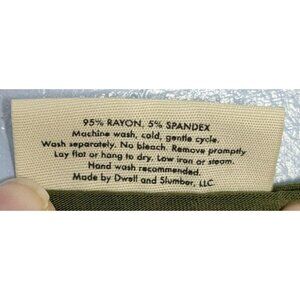 95% RAYON, 5% SPANDEX
Machine wash, cold, gentle cycle.
Wash separately. No bleach. Remove promptly.
Lay flat or hang to dry. Low iron or steam.
Hand wash recommended.
Made by Dwell and Slumber, LLC.